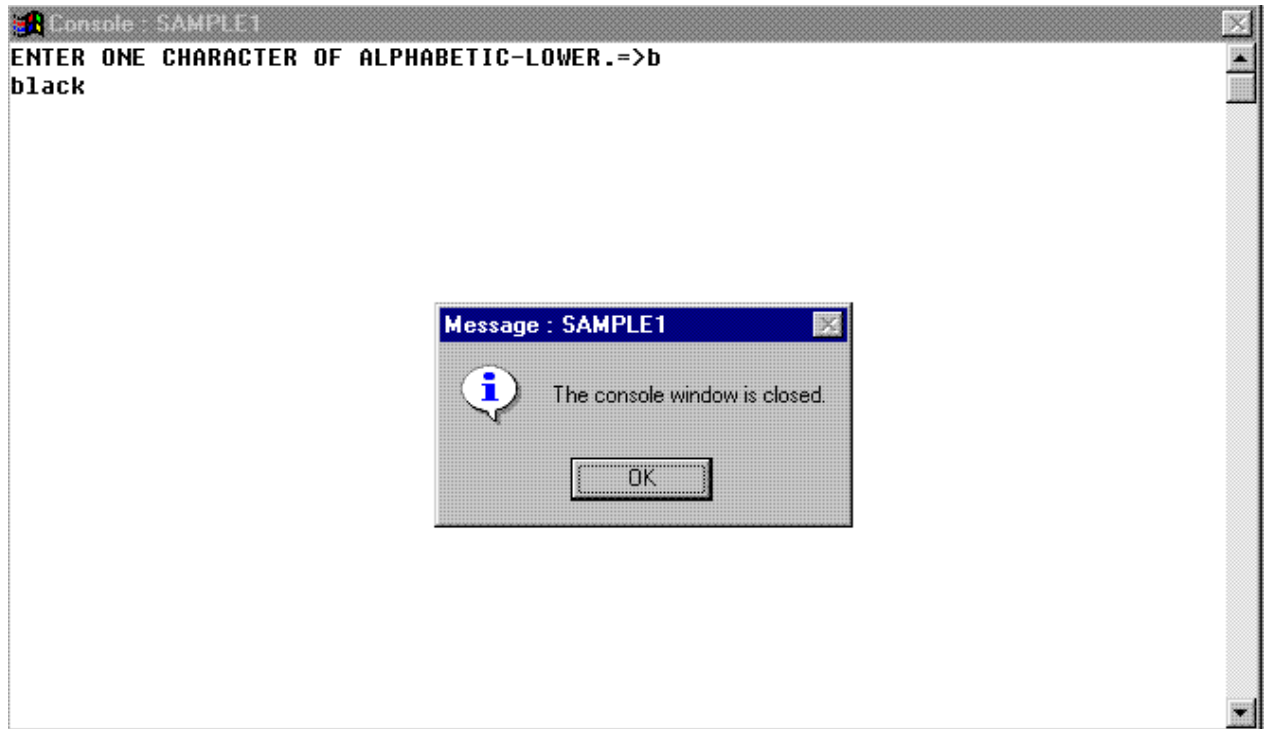 Console : SAMPLE1
ENTER ONE CHARACTER OF ALPHABETIC-LOWER.=>b
black
Message : SAMPLE1
i
The console window is closed.
OK